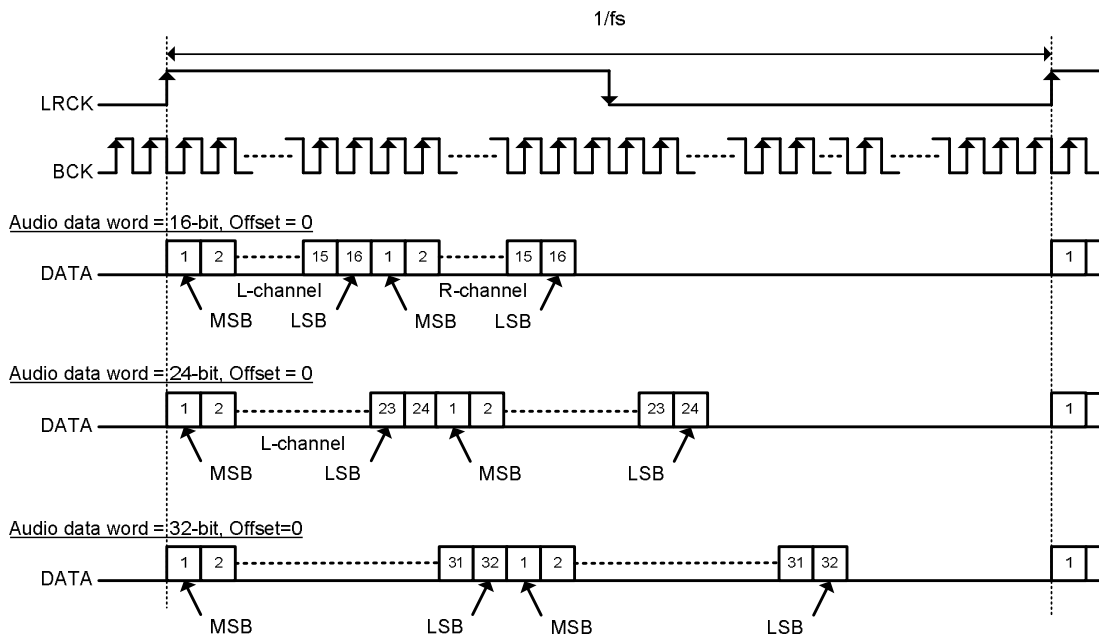 1/fs
LRCK
BCK
Audio data word = 16-bit, Offset = 0
DATA 1 2 15 16 1 2 15 16 1
L-channel R-channel
MSB LSB MSB LSB
Audio data word = 24-bit, Offset = 0
DATA 1 2 23 24 1 2 23 24 1
L-channel
MSB LSB MSB LSB
Audio data word = 32-bit, Offset=0
DATA 1 2 31 32 1 2 31 32 1
MSB LSB MSB LSB